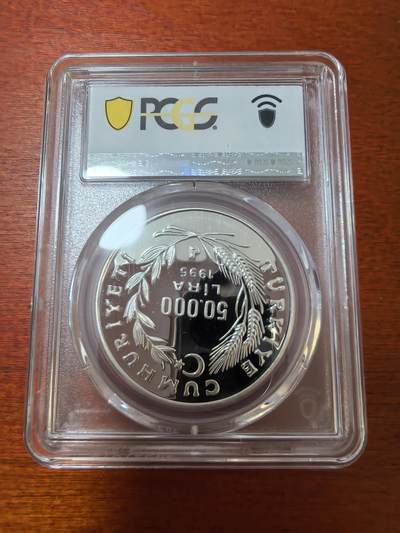 PCGS
TÜRKİYE CUMHURİYETİ
50.000
LİRA
1995